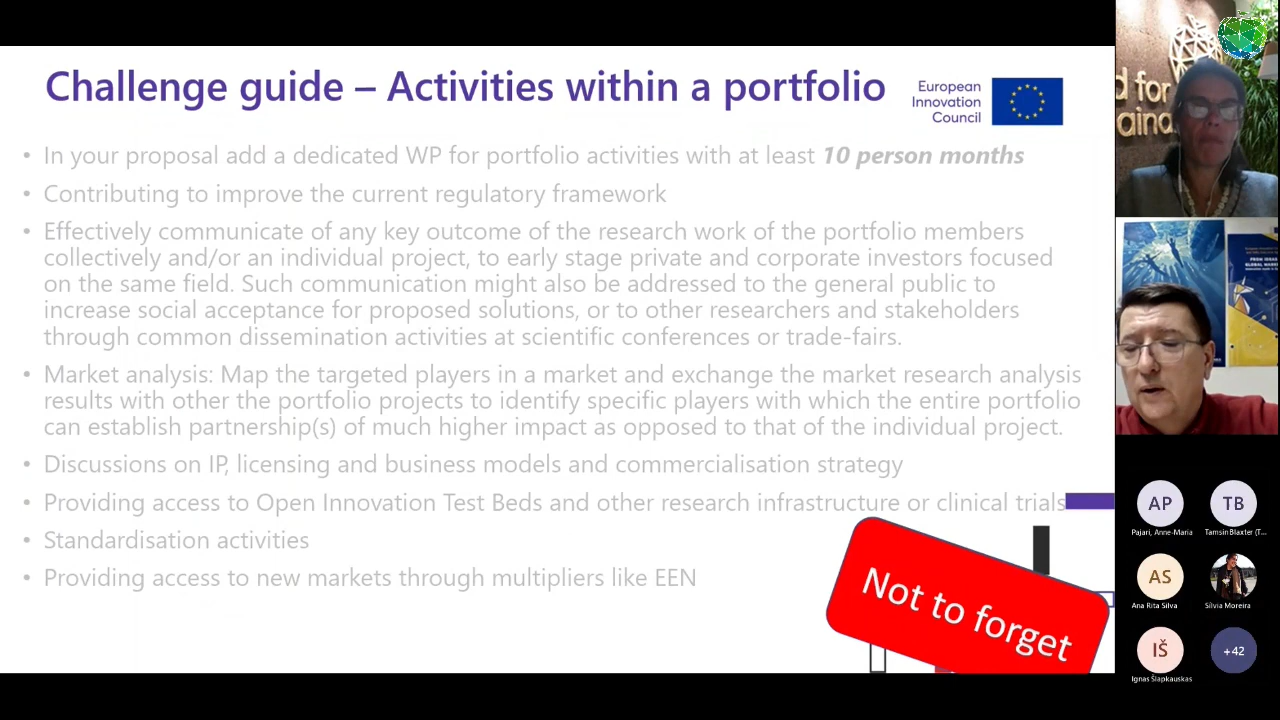 Challenge guide – Activities within a portfolio
European
Innovation
Council
• In your proposal add a dedicated WP for portfolio activities with at least 10 person months
• Contributing to improve the current regulatory framework
• Effectively communicate of any key outcome of the research work of the portfolio members
collectively and/or an individual project, to early stage private and corporate investors focused
on the same field. Such communication might also be addressed to the general public to
increase social acceptance for proposed solutions, or to other researchers and stakeholders
through common dissemination activities at scientific conferences or trade-fairs.
• Market analysis: Map the targeted players in a market and exchange the market research analysis
results with other the portfolio projects to identify specific players with which the entire portfolio
can establish partnership(s) of much higher impact as opposed to that of the individual project.
• Discussions on IP, licensing and business models and commercialisation strategy
• Providing access to Open Innovation Test Beds and other research infrastructure or clinical trials
• Standardisation activities
• Providing access to new markets through multipliers like EEN
Not to forget
d for
aina
FROM IDEAS
GLOBAL MARK
AP
TB
Pajari, Anne-Maria
Tamsin Blaxter (T...
AS
Ana Rita Silva
Sílvia Moreira
IŠ
+42
Ignas Šlapkauskas